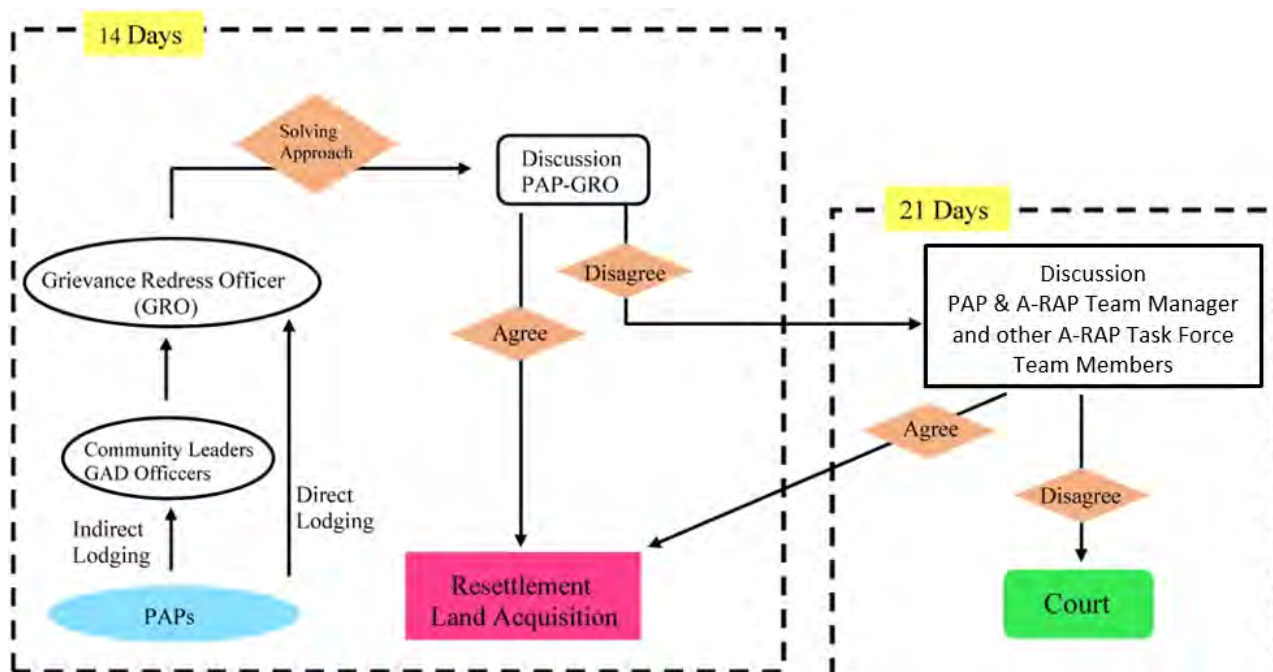 14 Days
Solving
Approach
Discussion
PAP-GRO
21 Days
Grievance Redress Officer
(GRO)
Disagree
Discussion
PAP & A-RAP Team Manager
and other A-RAP Task Force
Team Members
Agree
Agree
Community Leaders
GAD Officcers
Direct
Lodging
Disagree
Indirect
Lodging
Resettlement
Land Acquisition
Court
PAPs